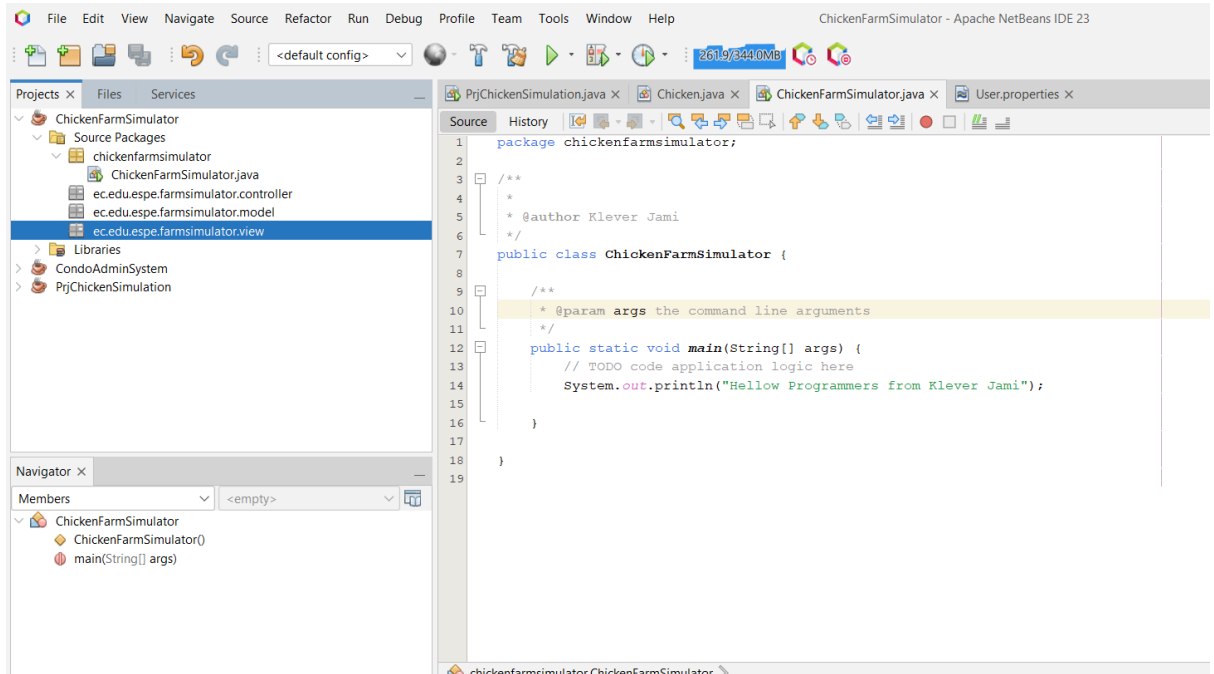 File Edit View Navigate Source Refactor Run Debug Profile Team Tools Window Help ChickenFarmSimulator - Apache NetBeans IDE 23
<default config> 261.9/344.0MB
Projects Files Services
ChickenFarmSimulator
Source Packages
chickenfarmsimulator
ChickenFarmSimulator.java
ec.edu.espe.farmsimulator.controller
ec.edu.espe.farmsimulator.model
ec.edu.espe.farmsimulator.view
Libraries
CondoAdminSystem
PrjChickenSimulation
Navigator
Members <empty>
ChickenFarmSimulator
ChickenFarmSimulator()
main(String[] args)
PrjChickenSimulation.java Chicken.java ChickenFarmSimulator.java User.properties
Source History
1 package chickenfarmsimulator;
2
3 /**
4 *
5 * @author Klever Jami
6 */
7 public class ChickenFarmSimulator {
8
9 /**
10 * @param args the command line arguments
11 */
12 public static void main(String[] args) {
13 // TODO code application logic here
14 System.out.println("Hellow Programmers from Klever Jami");
15
16 }
17
18 }
19
chickenfarmsimulator.ChickenFarmSimulator